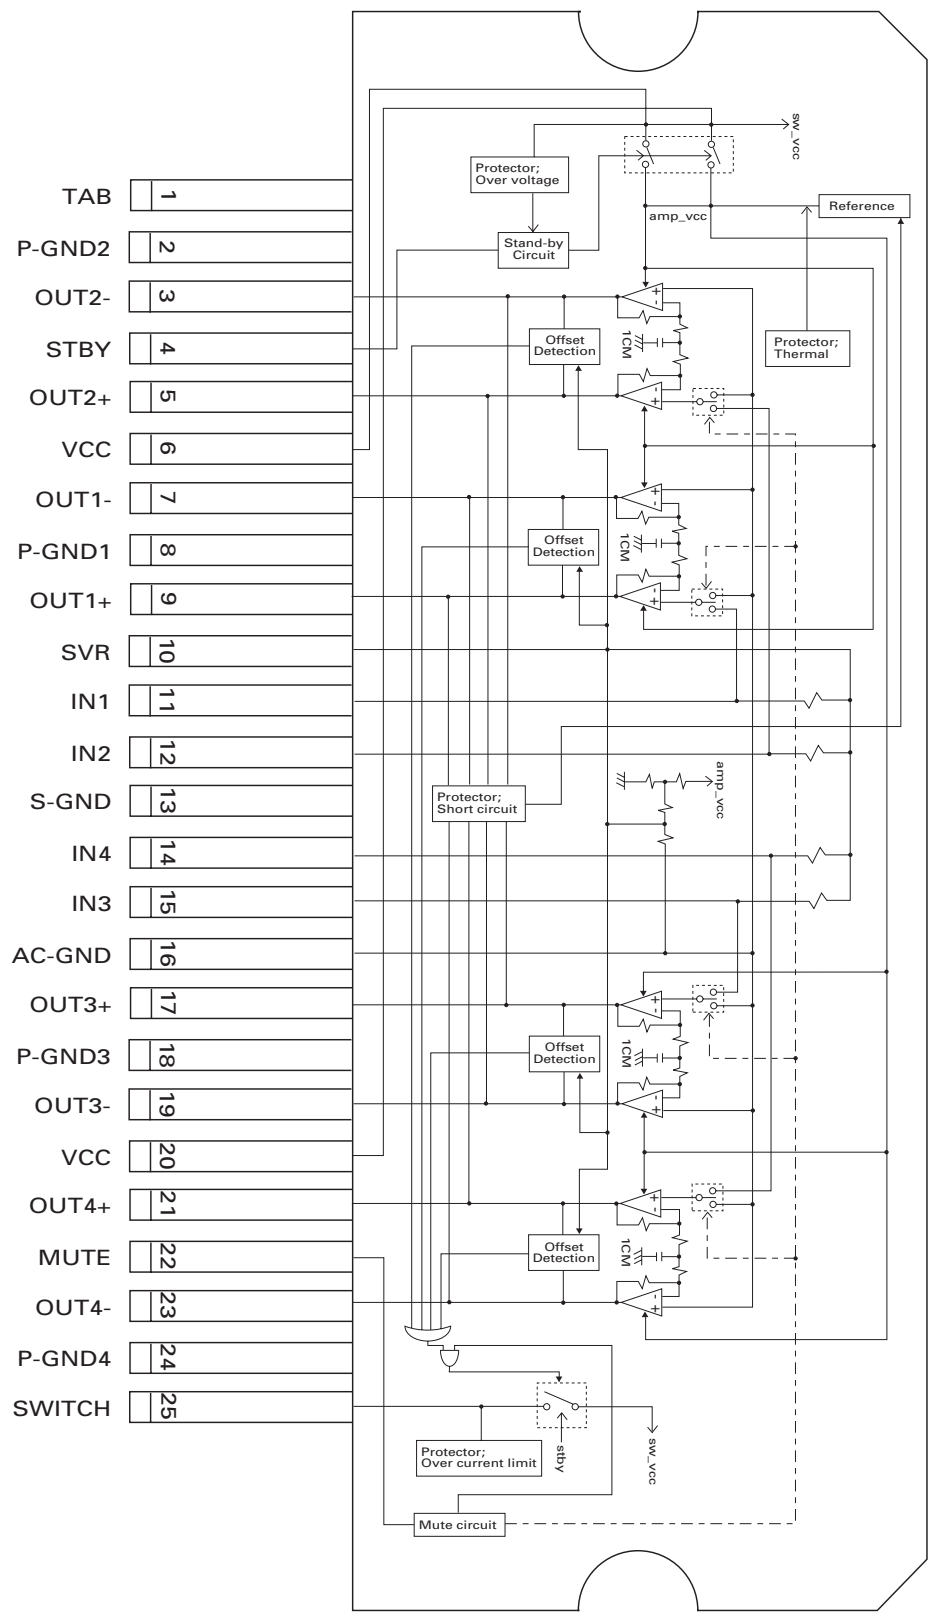 TAB 1
P-GND2 2
OUT2- 3
STBY 4
OUT2+ 5
VCC 6
OUT1- 7
P-GND1 8
OUT1+ 9
SVR 10
IN1 11
IN2 12
S-GND 13
IN4 14
IN3 15
AC-GND 16
OUT3+ 17
P-GND3 18
OUT3- 19
VCC 20
OUT4+ 21
MUTE 22
OUT4- 23
P-GND4 24
SWITCH 25
sw_vcc
Protector;
Over voltage
Stand-by
Circuit
amp_vcc
Reference
Protector;
Thermal
+
-
Offset
Detection
1CM
-
+
+
-
Offset
Detection
1CM
-
+
Protector;
Short circuit
amp_vcc
+
-
Offset
Detection
1CM
-
+
+
-
Offset
Detection
1CM
-
+
Protector;
Over current limit
stby
sw_vcc
Mute circuit